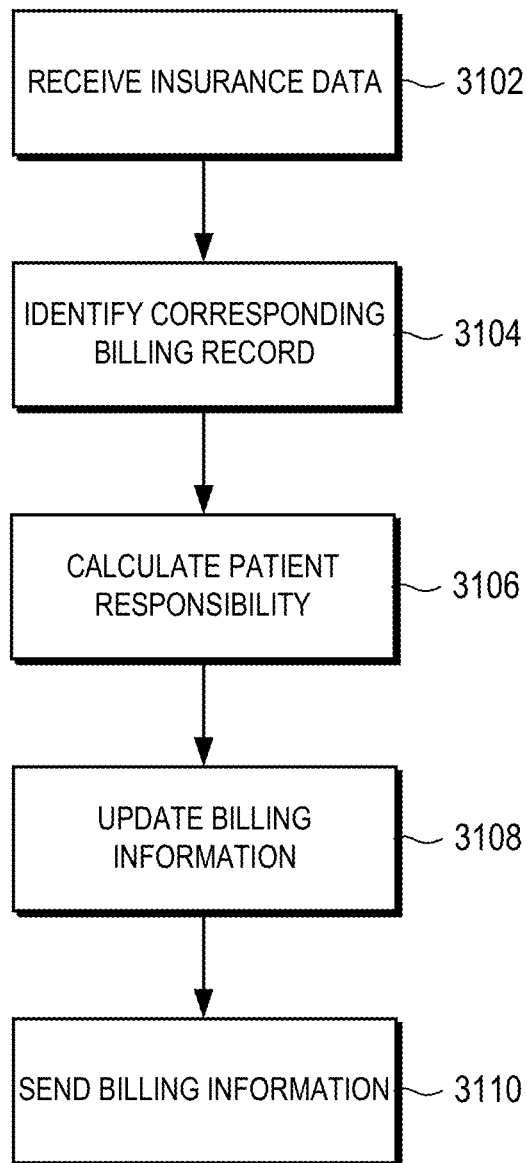 RECEIVE INSURANCE DATA
3102
IDENTIFY CORRESPONDING
BILLING RECORD
3104
CALCULATE PATIENT
RESPONSIBILITY
3106
UPDATE BILLING
INFORMATION
3108
SEND BILLING INFORMATION
3110